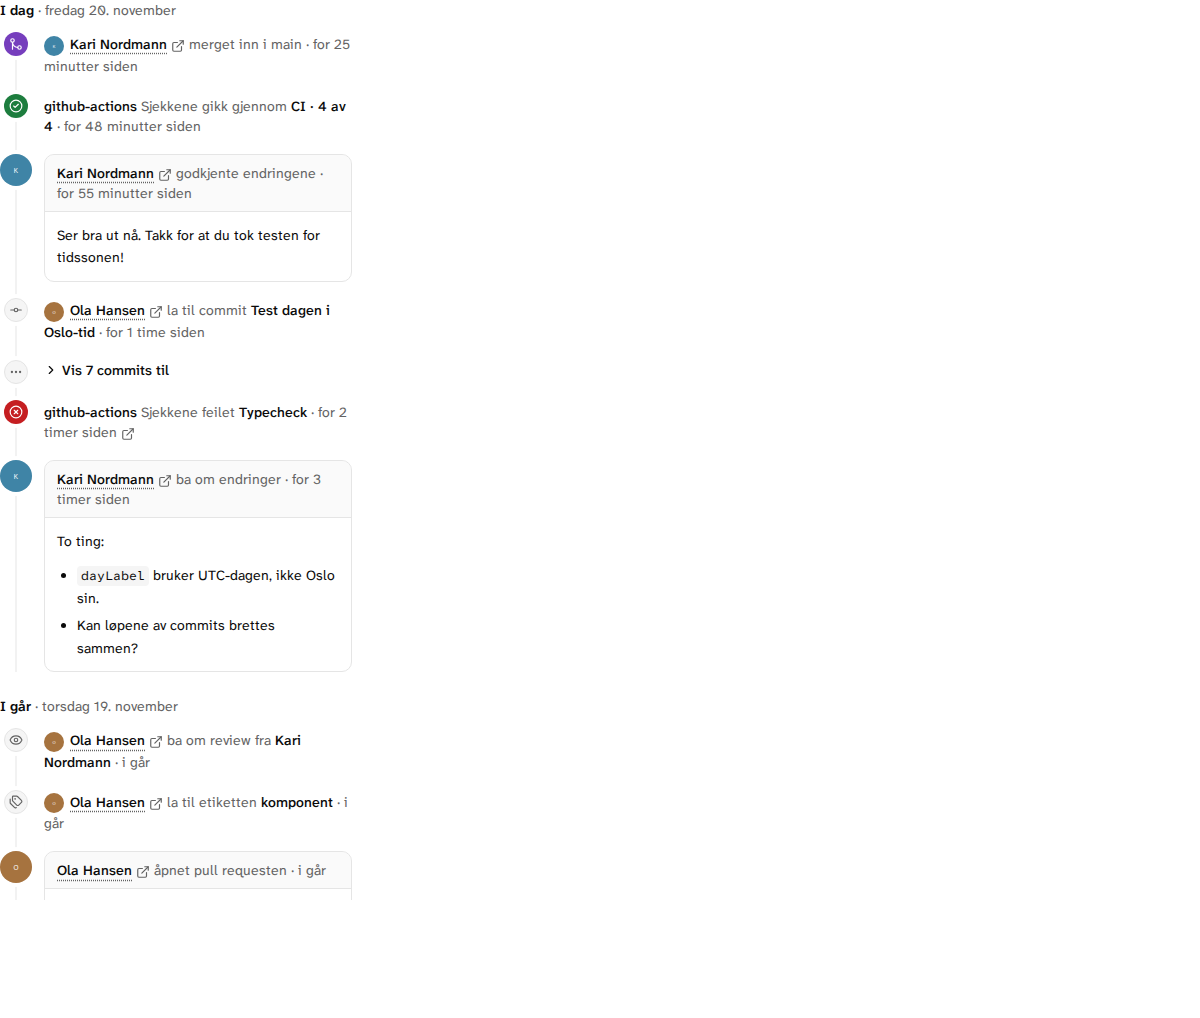 I dag · fredag 20. november
Kari Nordmann merget inn i main · for 25
minutter siden
github-actions Sjekkene gikk gjennom CI · 4 av
4 · for 48 minutter siden
K
Kari Nordmann godkjente endringene ·
for 55 minutter siden
Ser bra ut nå. Takk for at du tok testen for
tidssonen!
Ola Hansen la til commit Test dagen i
Oslo-tid · for 1 time siden
Vis 7 commits til
github-actions Sjekkene feilet Typecheck · for 2
timer siden
K
Kari Nordmann ba om endringer · for 3
timer siden
To ting:
• dayLabel bruker UTC-dagen, ikke Oslo
sin.
• Kan løpene av commits brettes
sammen?
I går · torsdag 19. november
Ola Hansen ba om review fra Kari
Nordmann · i går
Ola Hansen la til etiketten komponent · i
går
O
Ola Hansen åpnet pull requesten · i går